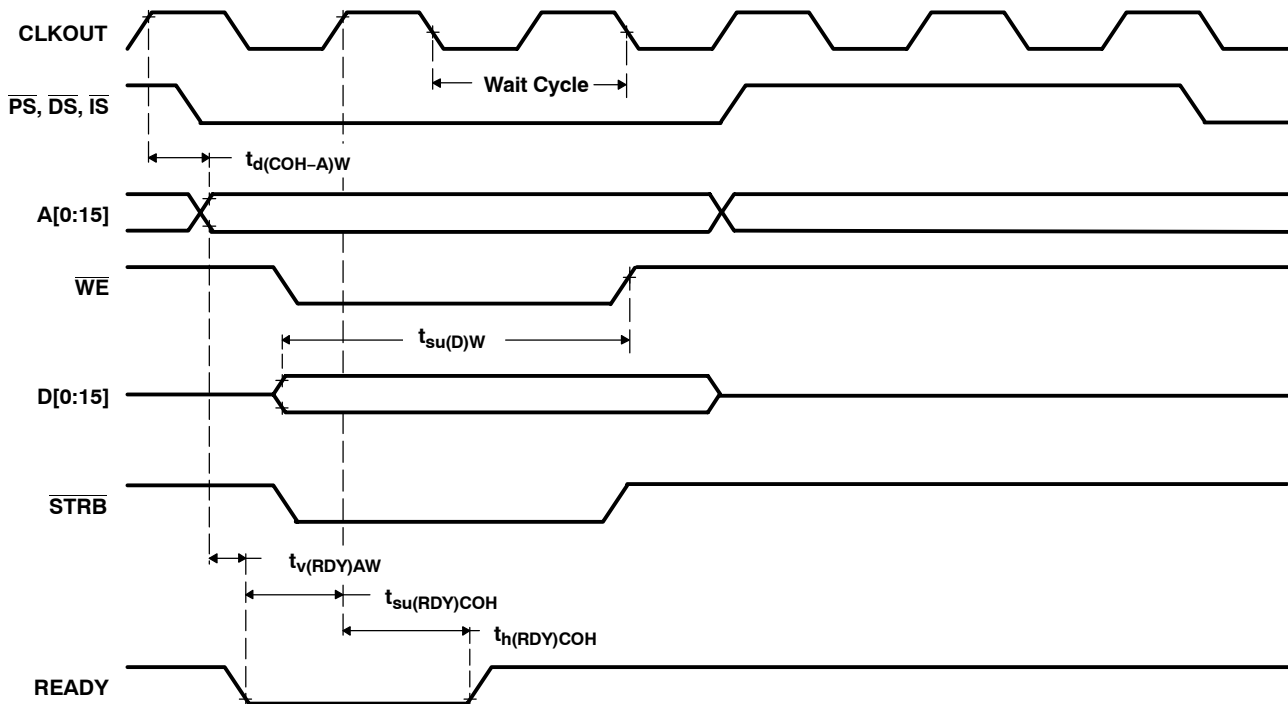 CLKOUT
Wait Cycle
PS, DS, IS
td(COH–A)W
A[0:15]
WE
tsu(D)W
D[0:15]
STRB
tv(RDY)AW
tsu(RDY)COH
th(RDY)COH
READY